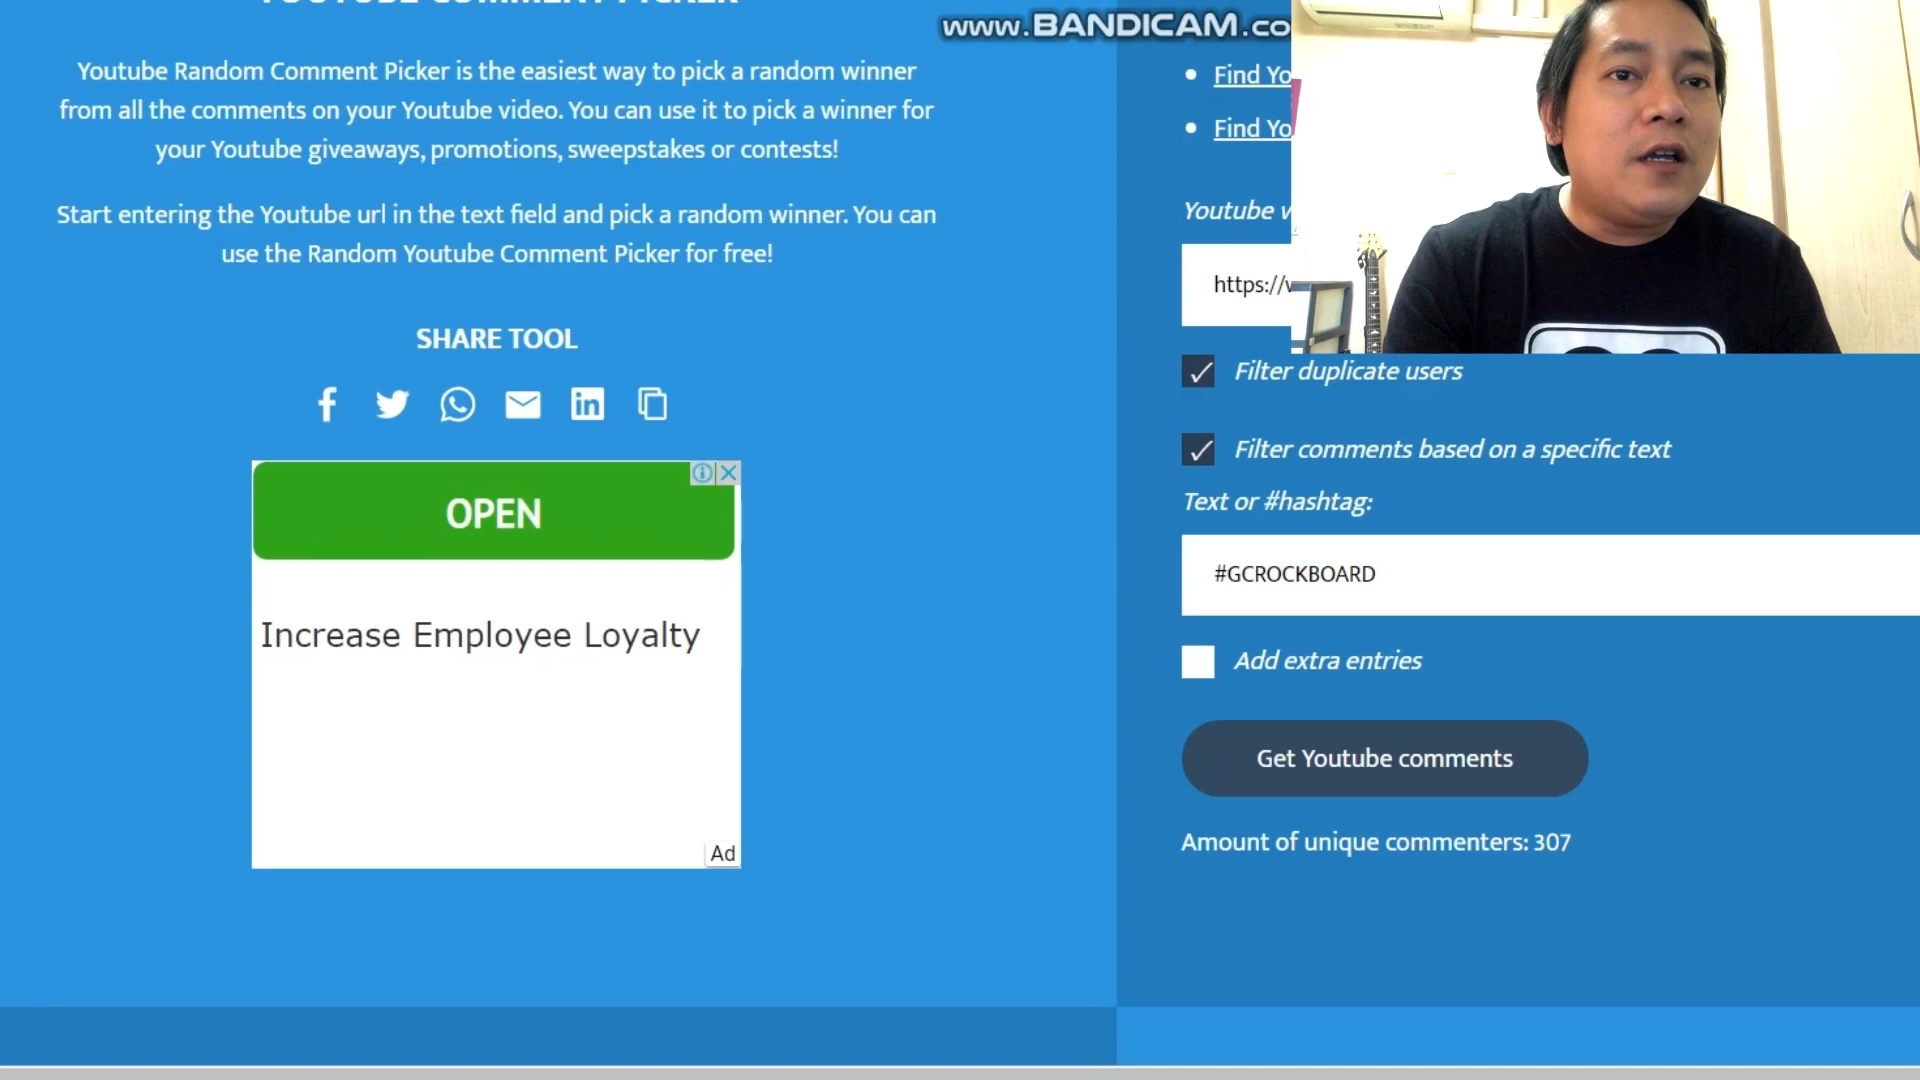 YOUTUBE COMMENT PICKER
www.BANDICAM.co
Youtube Random Comment Picker is the easiest way to pick a random winner
from all the comments on your Youtube video. You can use it to pick a winner for
your Youtube giveaways, promotions, sweepstakes or contests!
Start entering the Youtube url in the text field and pick a random winner. You can
use the Random Youtube Comment Picker for free!
SHARE TOOL
OPEN
Increase Employee Loyalty
Ad
Find Yo
Find Yo
Youtube v
https://w
Filter duplicate users
Filter comments based on a specific text
Text or #hashtag:
#GCROCKBOARD
Add extra entries
Get Youtube comments
Amount of unique commenters: 307